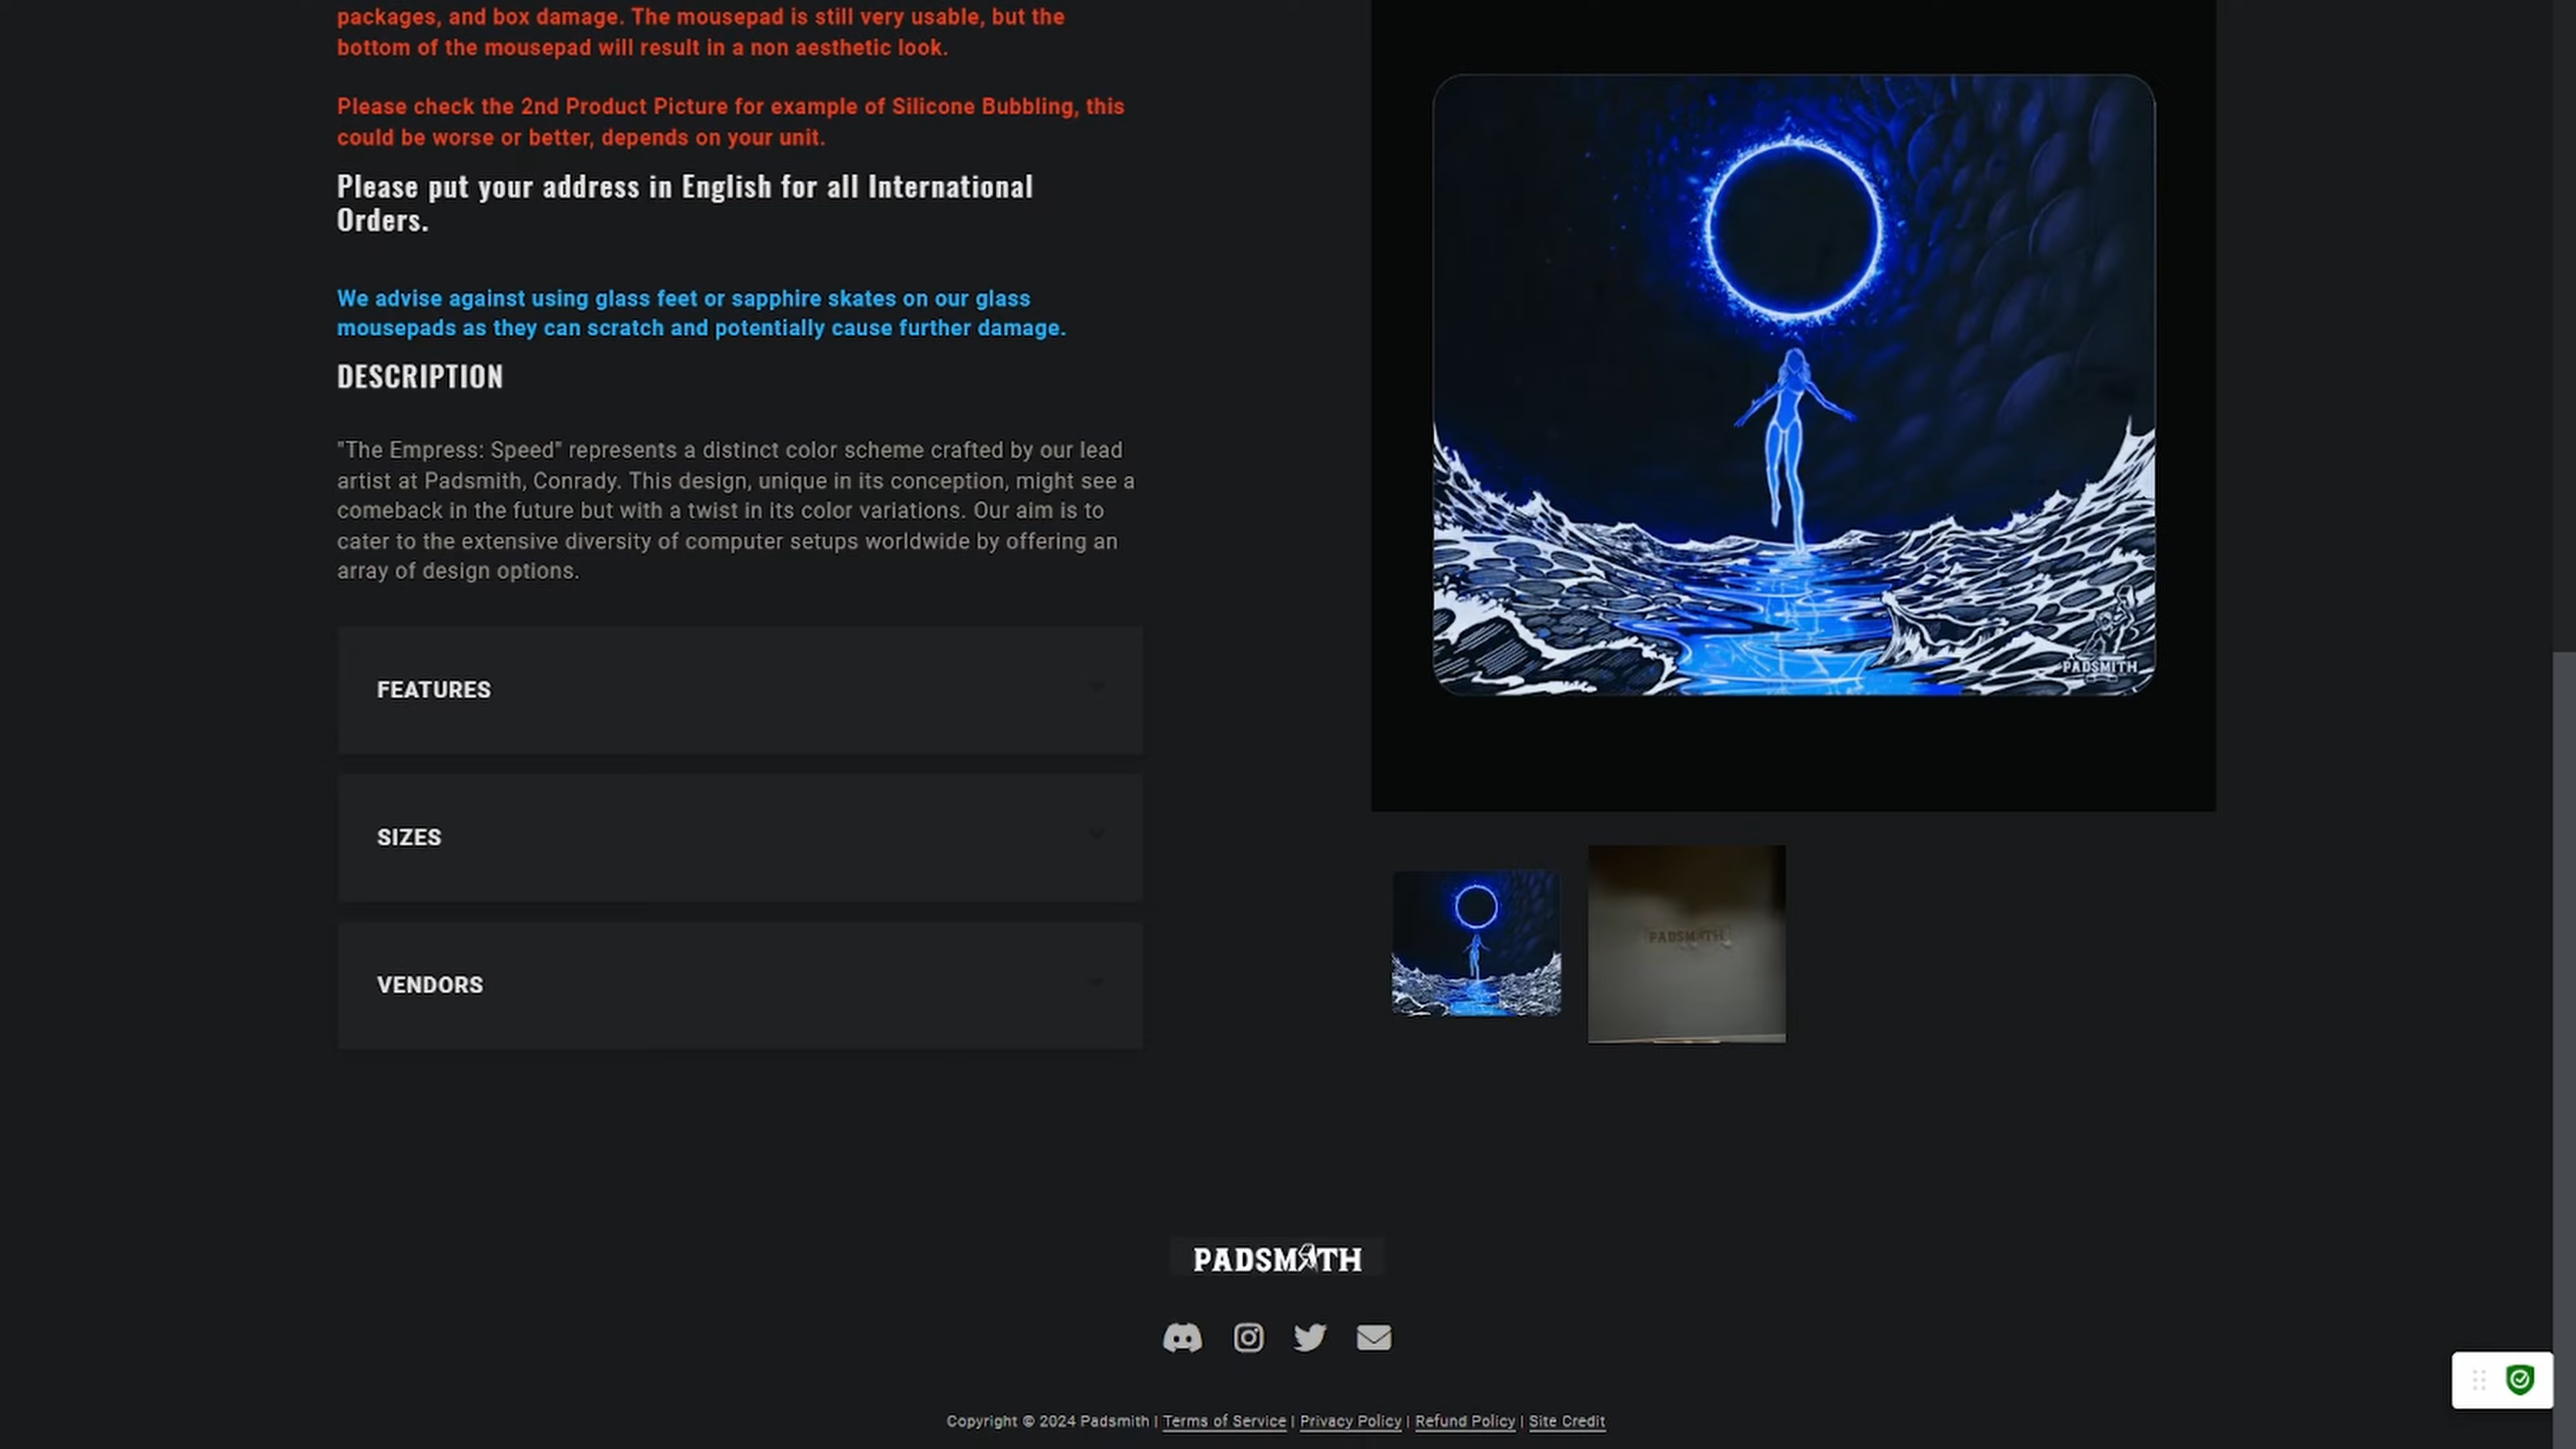 packages, and box damage. The mousepad is still very usable, but the
bottom of the mousepad will result in a non aesthetic look.
Please check the 2nd Product Picture for example of Silicone Bubbling, this
could be worse or better, depends on your unit.
Please put your address in English for all International
Orders.
We advise against using glass feet or sapphire skates on our glass
mousepads as they can scratch and potentially cause further damage.
DESCRIPTION
"The Empress: Speed" represents a distinct color scheme crafted by our lead
artist at Padsmith, Conrady. This design, unique in its conception, might see a
comeback in the future but with a twist in its color variations. Our aim is to
cater to the extensive diversity of computer setups worldwide by offering an
array of design options.
FEATURES
SIZES
VENDORS
PADSMITH
PADSMITH
PADSMITH
Copyright © 2024 Padsmith | Terms of Service | Privacy Policy | Refund Policy | Site Credit